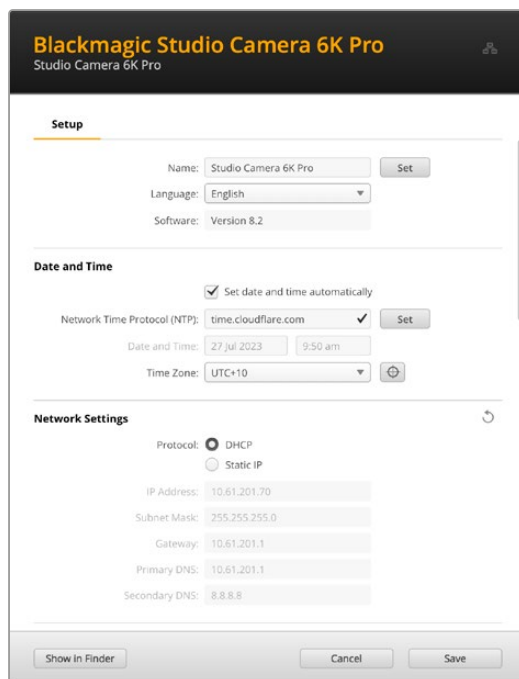 Blackmagic Studio Camera 6K Pro
Studio Camera 6K Pro
Setup
Name: Studio Camera 6K Pro Set
Language: English
Software: Version 8.2
Date and Time
Set date and time automatically
Network Time Protocol (NTP): time.cloudflare.com Set
Date and Time: 27 Jul 2023 9:50 am
Time Zone: UTC+10
Network Settings
Protocol: DHCP
Static IP
IP Address: 10.61.201.70
Subnet Mask: 255.255.255.0
Gateway: 10.61.201.1
Primary DNS: 10.61.201.1
Secondary DNS: 8.8.8.8
Show in Finder Cancel Save